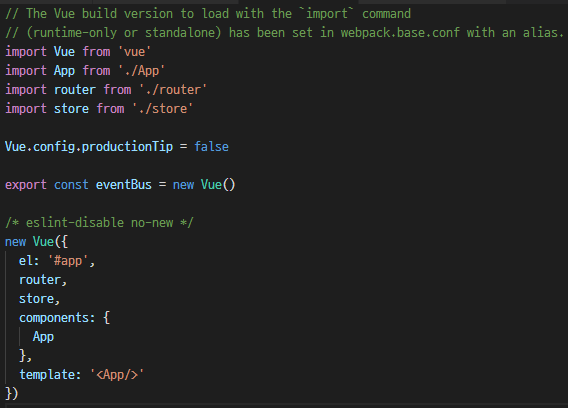 // The Vue build version to load with the `import` command
// (runtime-only or standalone) has been set in webpack.base.conf with an alias.
import Vue from 'vue'
import App from './App'
import router from './router'
import store from './store'
Vue.config.productionTip = false
export const eventBus = new Vue()
/* eslint-disable no-new */
new Vue({
  el: '#app',
  router,
  store,
  components: {
    App
  },
  template: '<App/>'
})